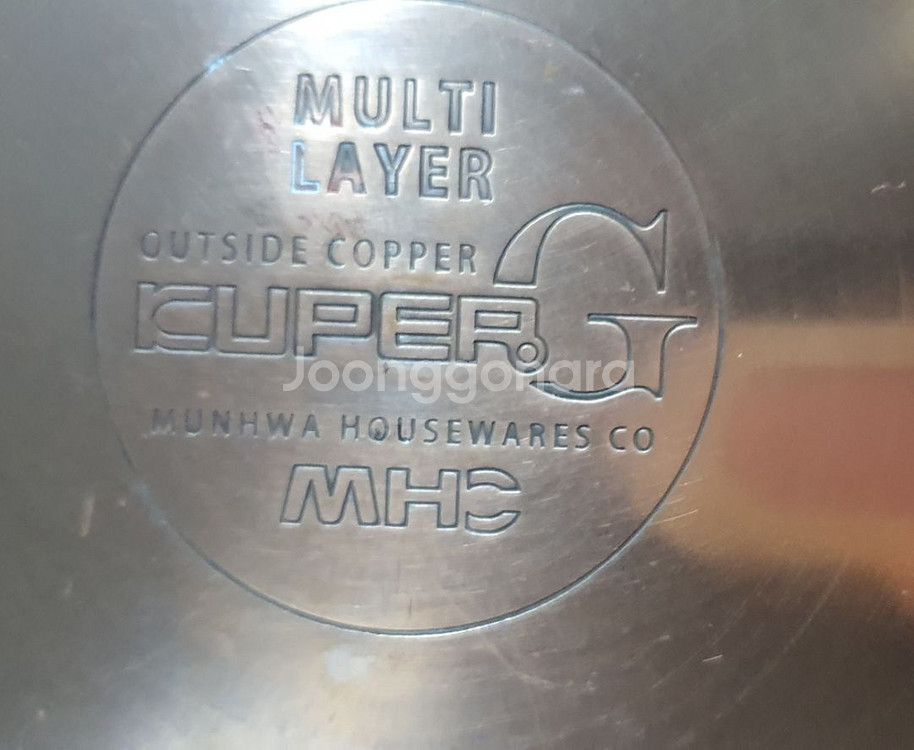 MULTI
LAYER
OUTSIDE COPPER
KUPER.G
Joonggonara
MUNHWA HOUSEWARES CO
MHC